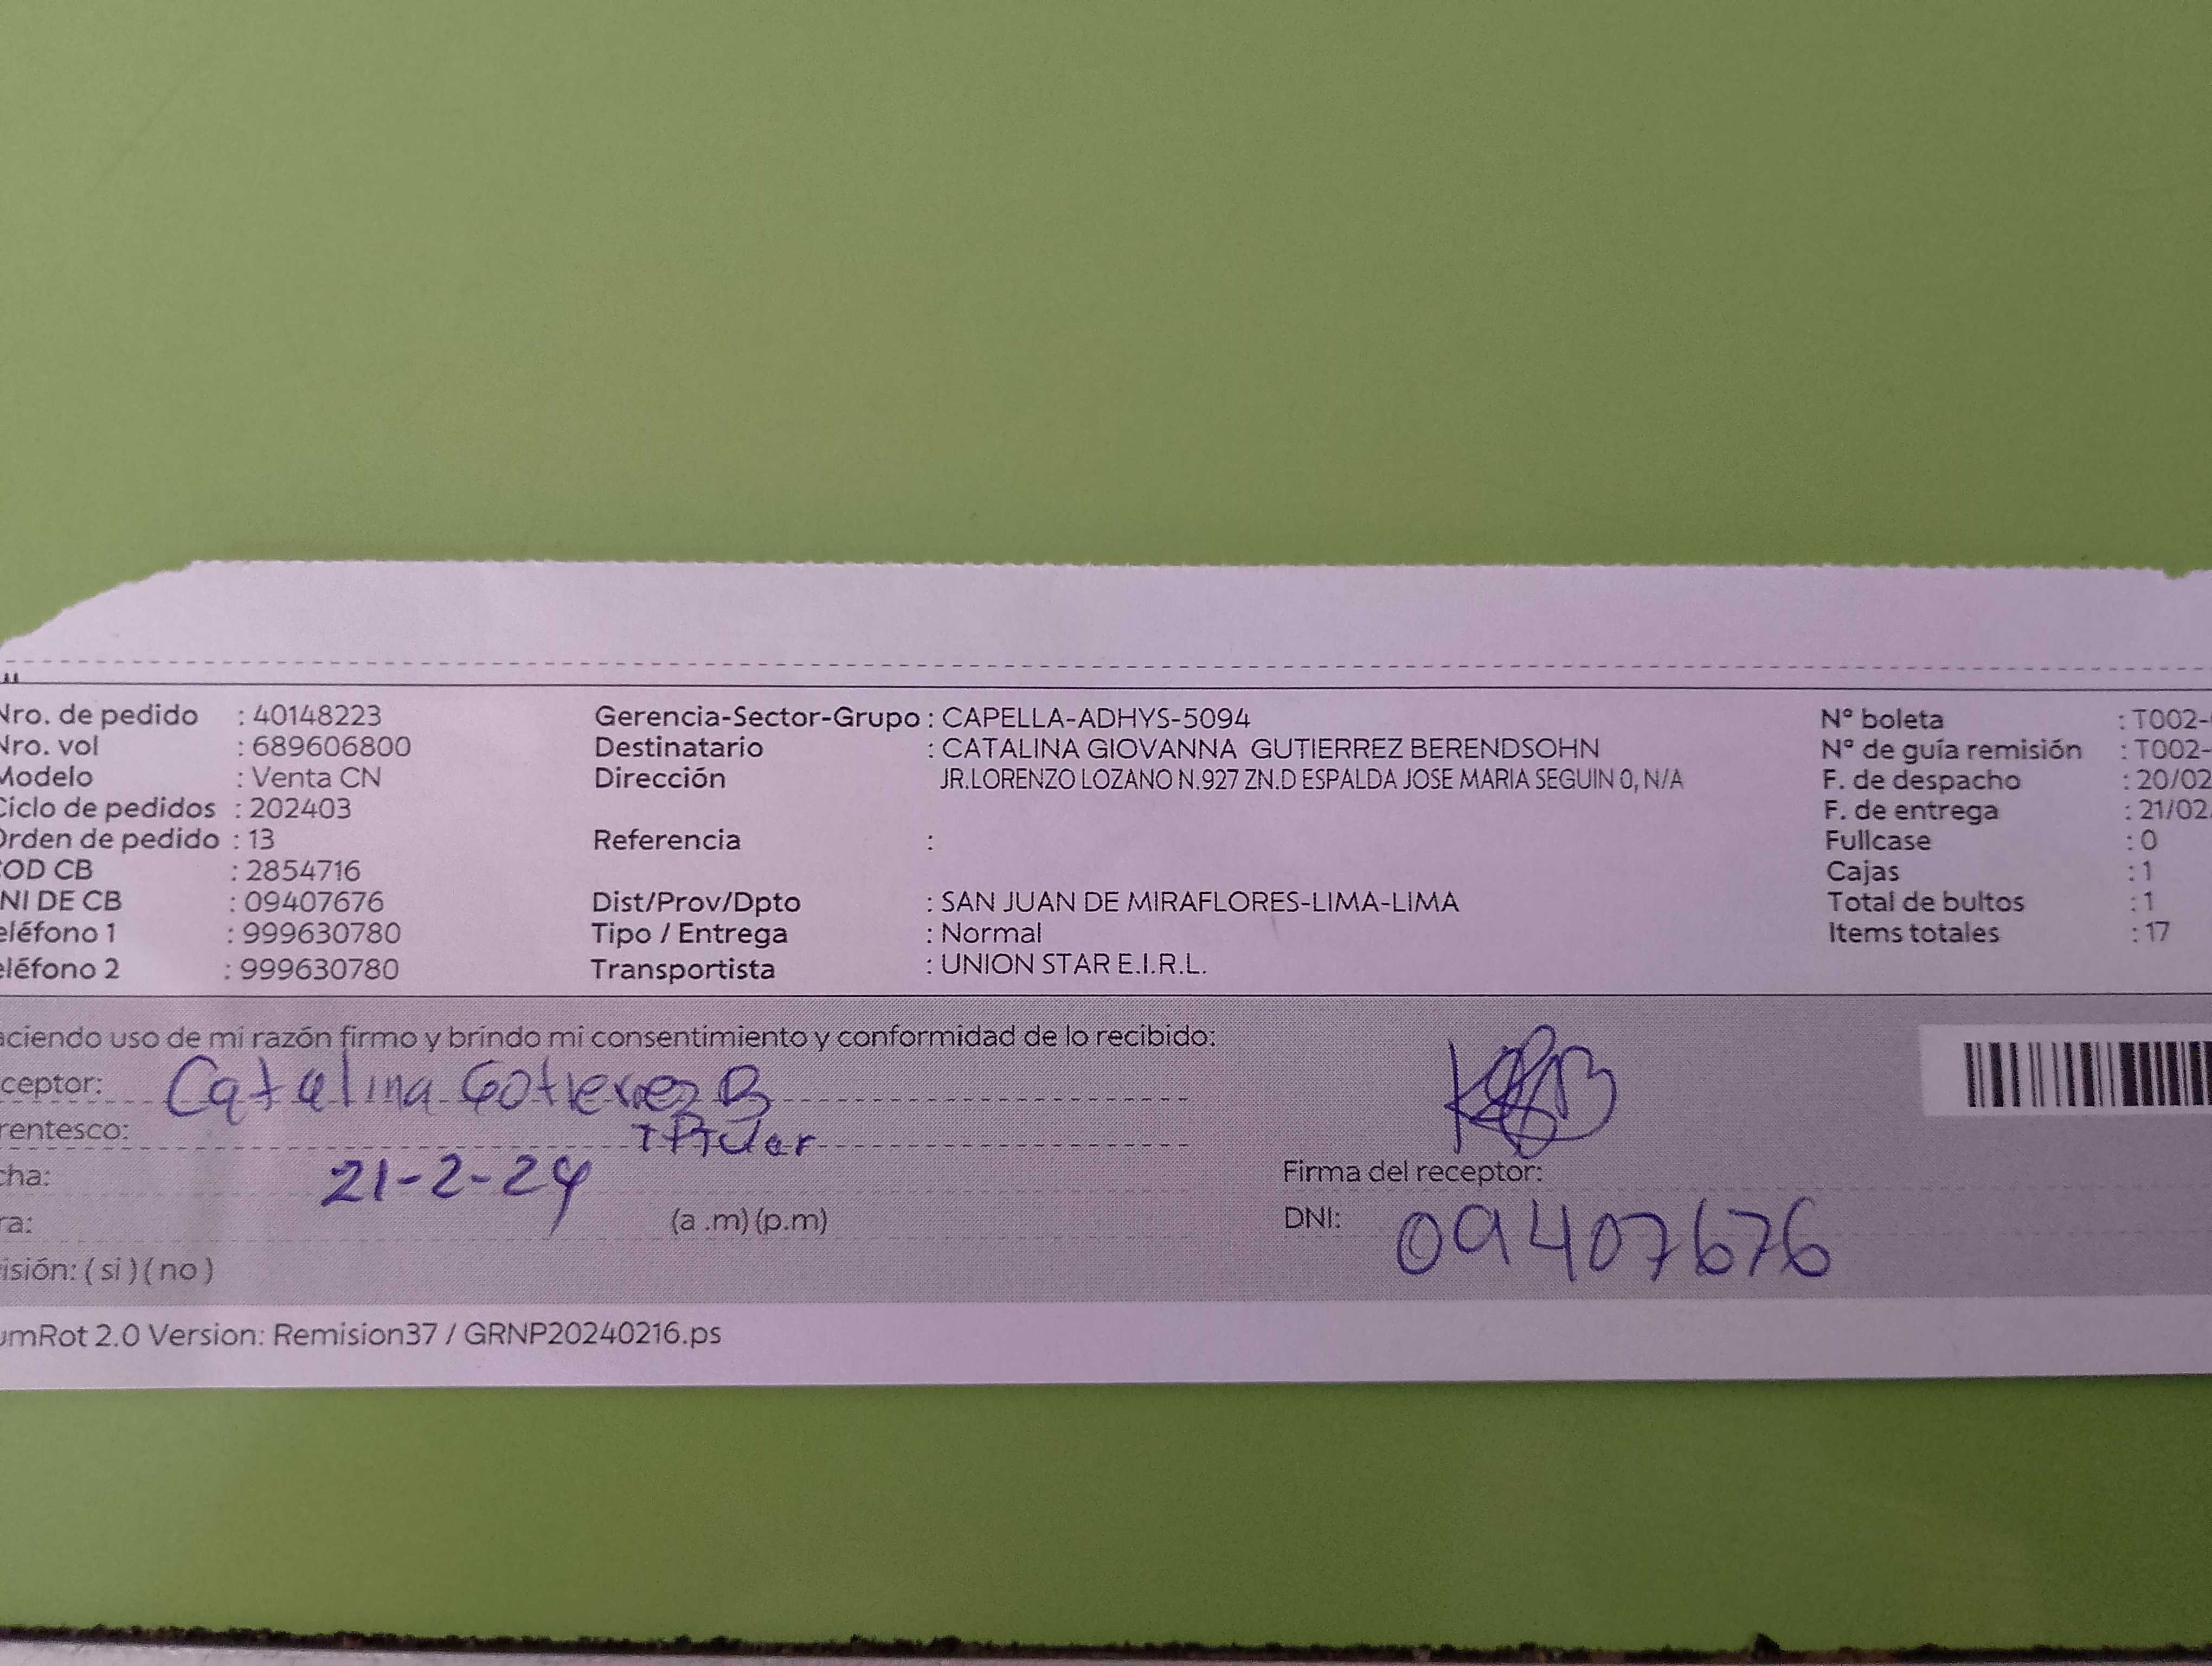 Nro. de pedido : 40148223 Gerencia-Sector-Grupo : CAPELLA-ADHYS-5094 N° boleta : T002-
Nro. vol : 689606800 Destinatario : CATALINA GIOVANNA GUTIERREZ BERENDSOHN N° de guía remisión : T002-
Modelo : Venta CN Dirección JR.LORENZO LOZANO N.927 ZN.D ESPALDA JOSE MARIA SEGUIN 0, N/A F. de despacho : 20/02
Ciclo de pedidos : 202403 F. de entrega : 21/02
Orden de pedido : 13 Referencia : Fullcase : 0
OD CB : 2854716 Cajas : 1
NI DE CB : 09407676 Dist/Prov/Dpto : SAN JUAN DE MIRAFLORES-LIMA-LIMA Total de bultos : 1
eléfono 1 : 999630780 Tipo / Entrega : Normal Items totales : 17
eléfono 2 : 999630780 Transportista : UNION STAR E.I.R.L.
aciendo uso de mi razón firmo y brindo mi consentimiento y conformidad de lo recibido:
ceptor: Catalina Gotierrez B
rentesco: Titular
cha: 21-2-24 Firma del receptor:
ra: (a .m) (p.m) DNI: 09407676
isión: ( si ) ( no )
umRot 2.0 Version: Remision37 / GRNP20240216.ps